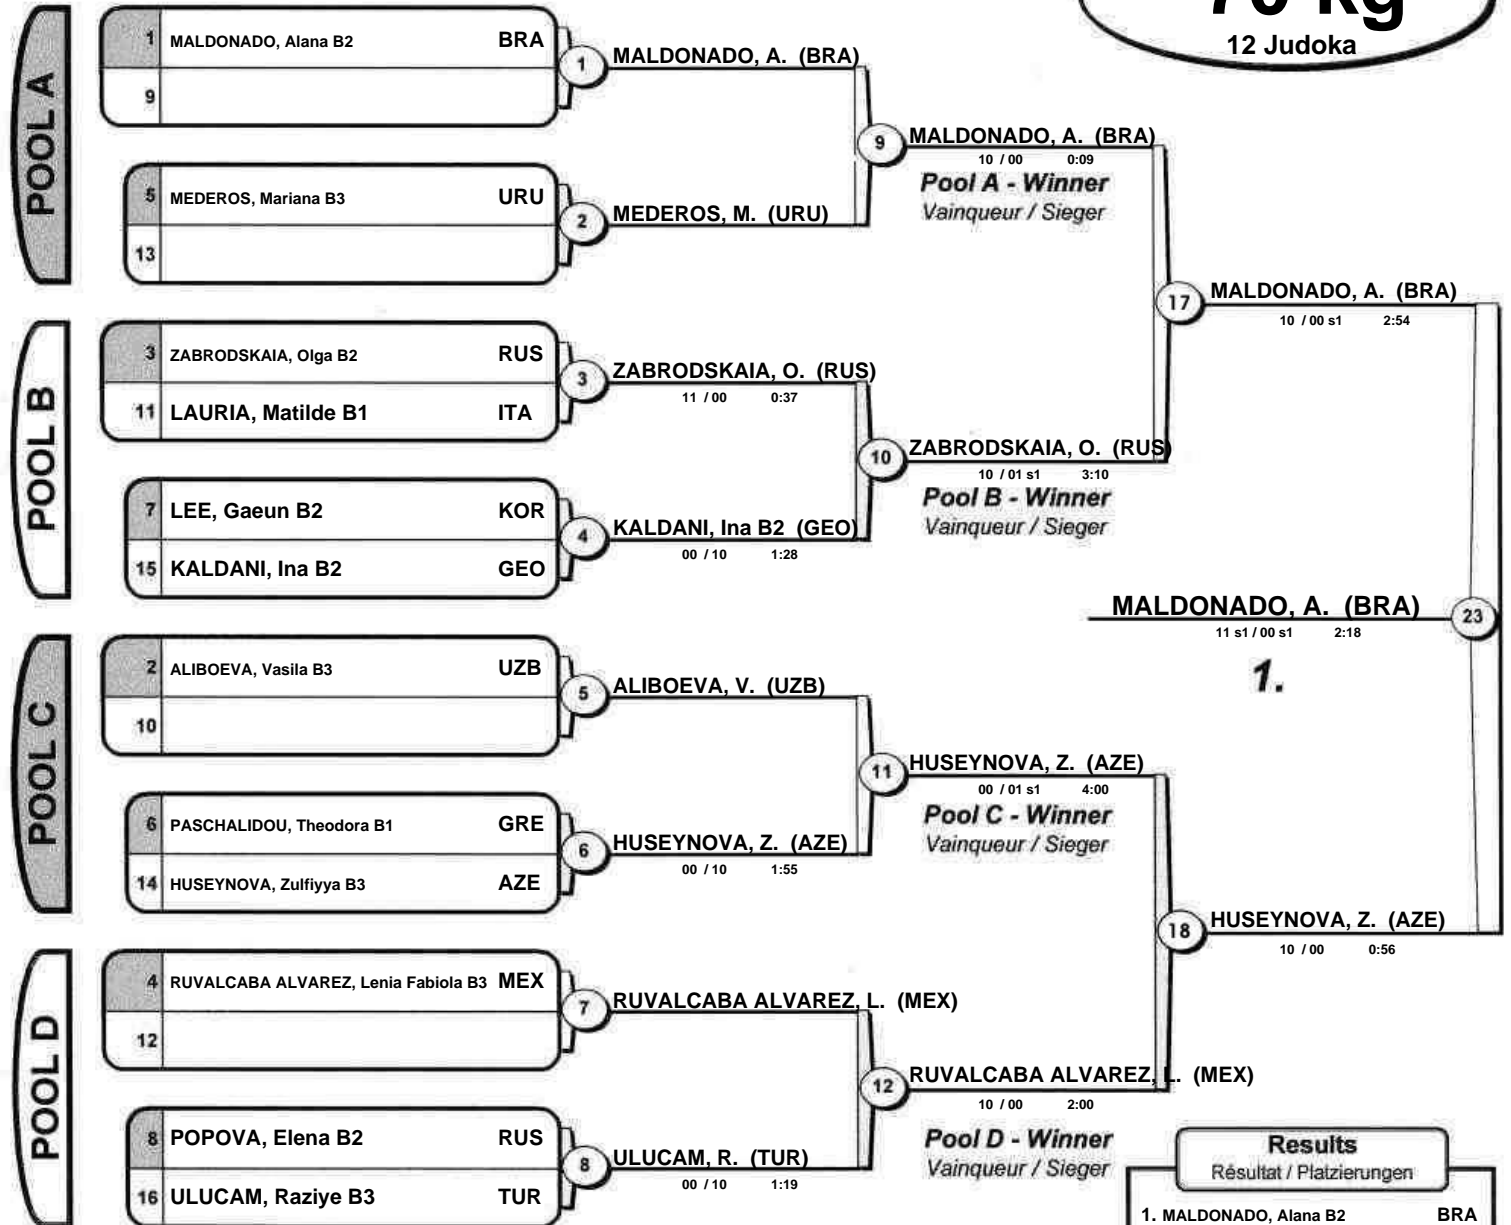 70 kg
12 Judoka
POOL A
1 MALDONADO, Alana B2 BRA
9
1 MALDONADO, A. (BRA)
5 MEDEROS, Mariana B3 URU
13
2 MEDEROS, M. (URU)
9 MALDONADO, A. (BRA)
10 / 00 0:09
Pool A - Winner
Vainqueur / Sieger
POOL B
3 ZABRODSKAIA, Olga B2 RUS
11 LAURIA, Matilde B1 ITA
3 ZABRODSKAIA, O. (RUS)
11 / 00 0:37
7 LEE, Gaeun B2 KOR
15 KALDANI, Ina B2 GEO
4 KALDANI, Ina B2 (GEO)
00 / 10 1:28
10 ZABRODSKAIA, O. (RUS)
10 / 01 s1 3:10
Pool B - Winner
Vainqueur / Sieger
17 MALDONADO, A. (BRA)
10 / 00 s1 2:54
MALDONADO, A. (BRA) 23
11 s1 / 00 s1 2:18
1.
POOL C
2 ALIBOEVA, Vasila B3 UZB
10
5 ALIBOEVA, V. (UZB)
6 PASCHALIDOU, Theodora B1 GRE
14 HUSEYNOVA, Zulfiyya B3 AZE
6 HUSEYNOVA, Z. (AZE)
00 / 10 1:55
11 HUSEYNOVA, Z. (AZE)
00 / 01 s1 4:00
Pool C - Winner
Vainqueur / Sieger
POOL D
4 RUVALCABA ALVAREZ, Lenia Fabiola B3 MEX
12
7 RUVALCABA ALVAREZ, L. (MEX)
8 POPOVA, Elena B2 RUS
16 ULUCAM, Raziye B3 TUR
8 ULUCAM, R. (TUR)
00 / 10 1:19
12 RUVALCABA ALVAREZ, L. (MEX)
10 / 00 2:00
Pool D - Winner
Vainqueur / Sieger
18 HUSEYNOVA, Z. (AZE)
10 / 00 0:56
Results
Résultat / Platzierungen
1. MALDONADO, Alana B2 BRA